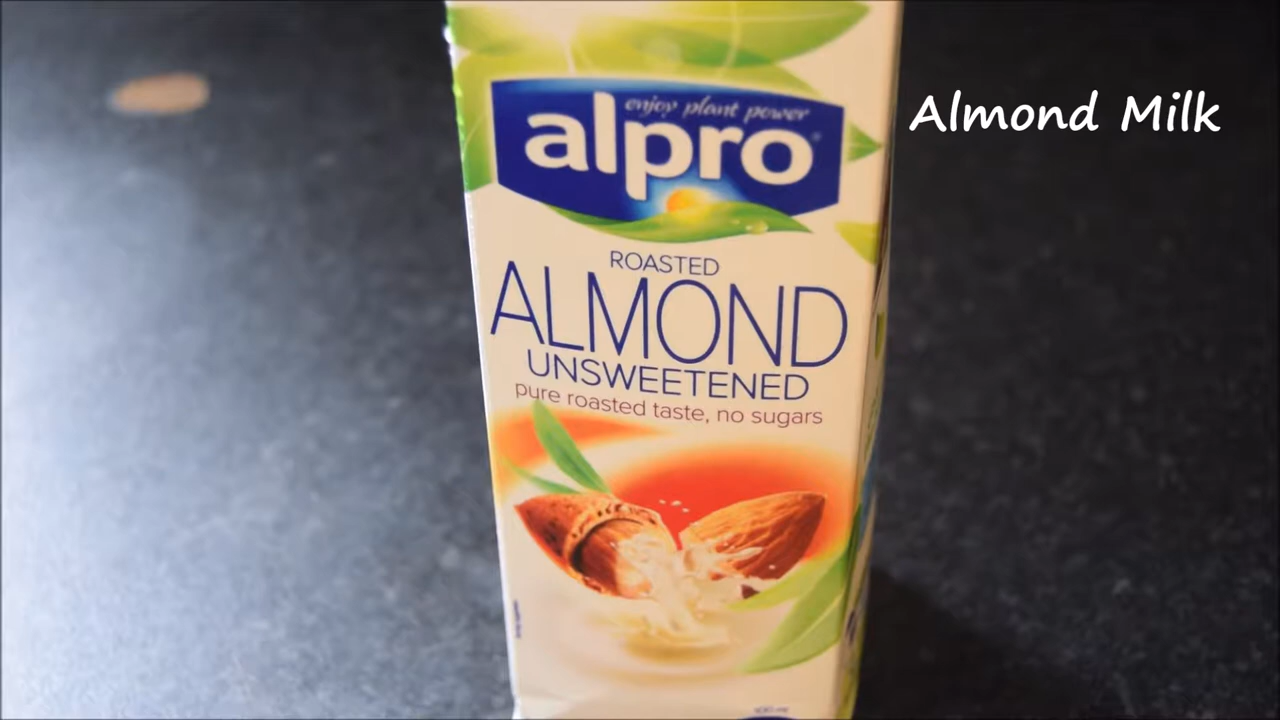 enjoy plant power
alpro
Almond Milk
ROASTED
ALMOND
UNSWEETENED
pure roasted taste, no sugars